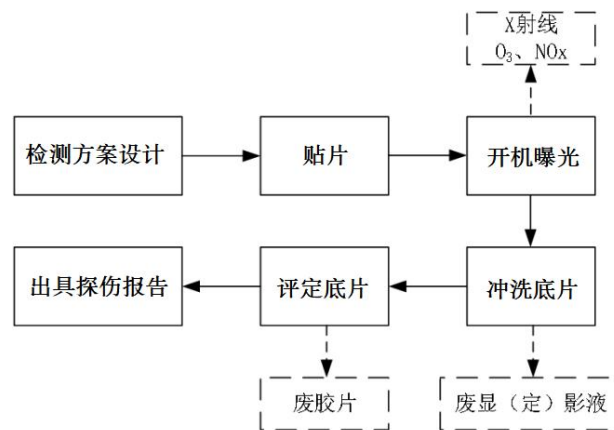 X射线
O₃、NOx
检测方案设计
贴片
开机曝光
出具探伤报告
评定底片
冲洗底片
废胶片
废显（定）影液